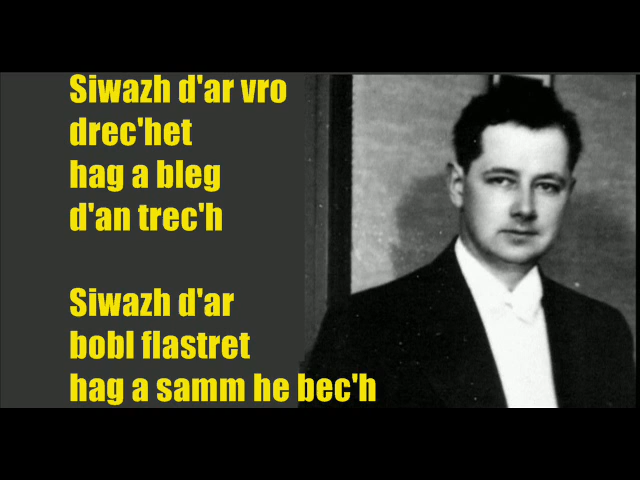 Siwazh d'ar vro
drec'het
hag a bleg
d'an trec'h
Siwazh d'ar
bobl flastret
hag a samm he bec'h